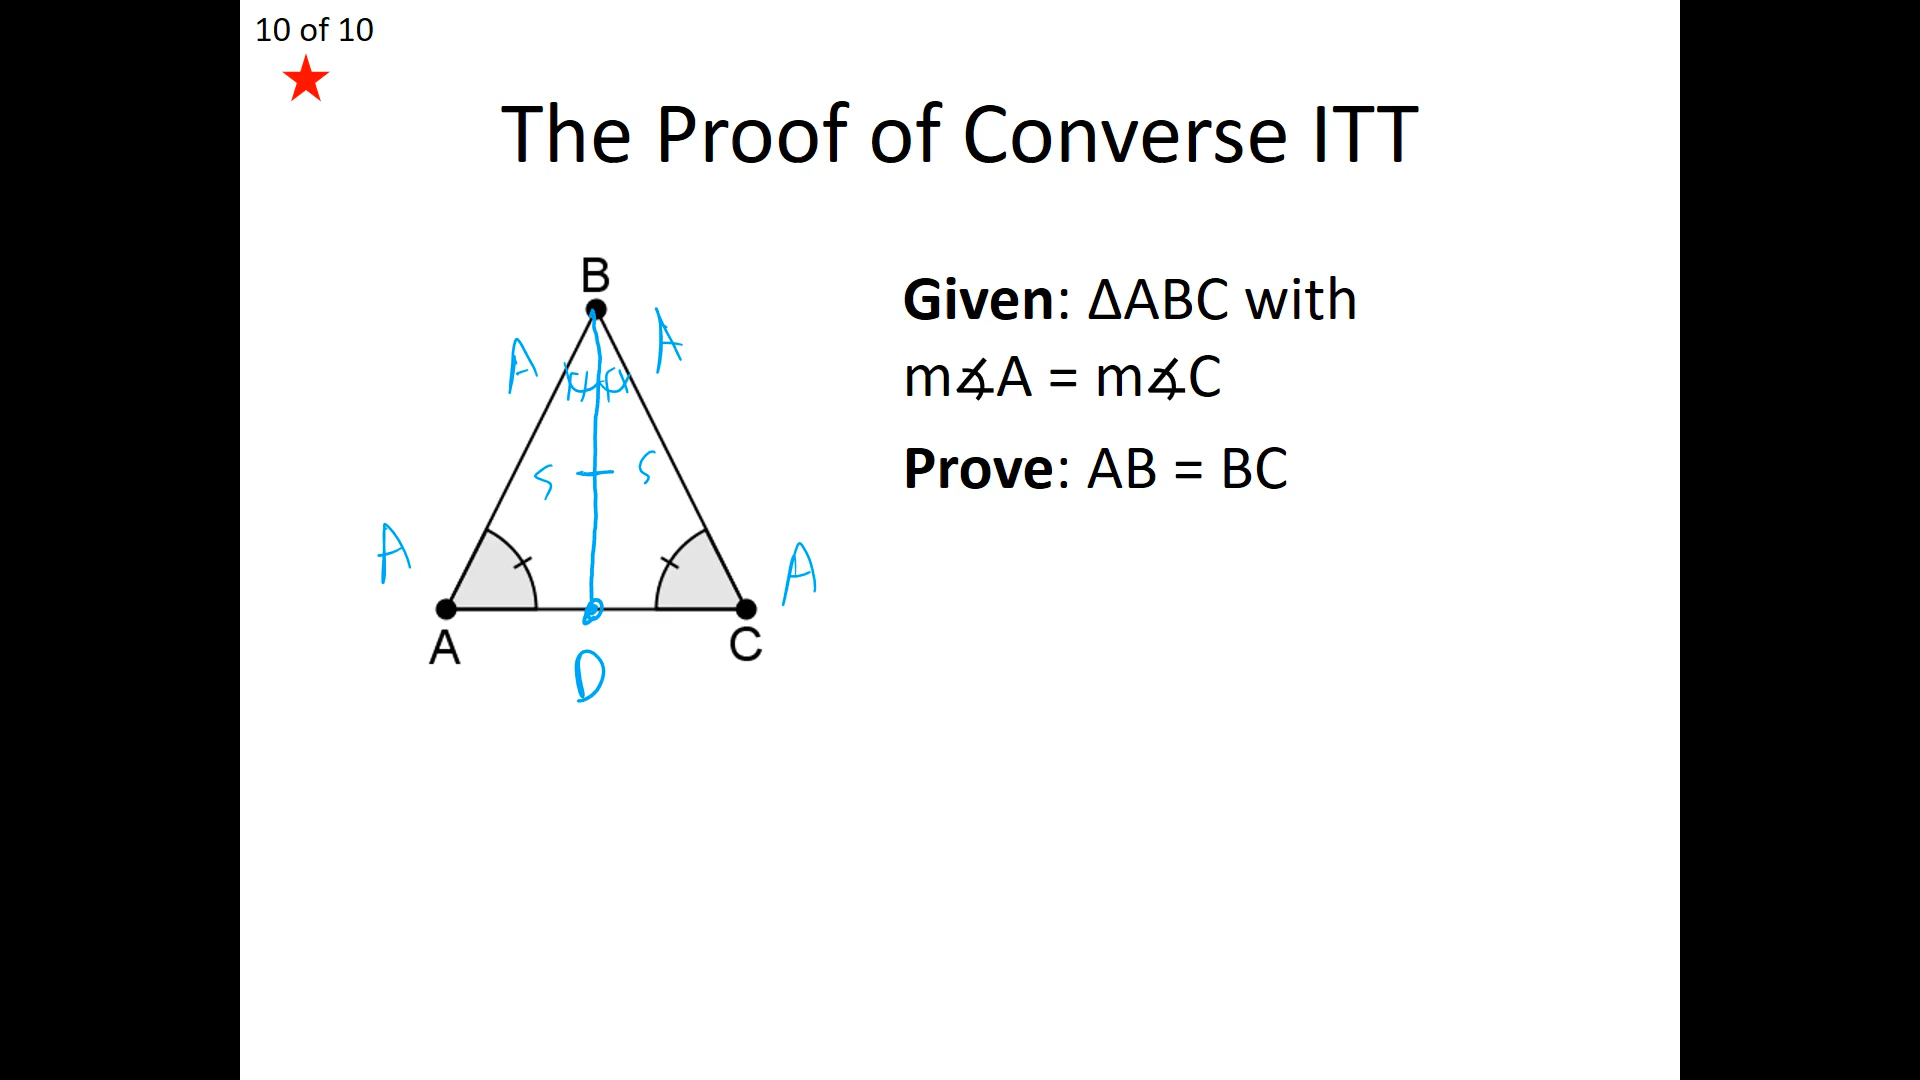 10 of 10
The Proof of Converse ITT
B
A A
S S
A A
A C
D
Given: ΔABC with
m∡A = m∡C
Prove: AB = BC